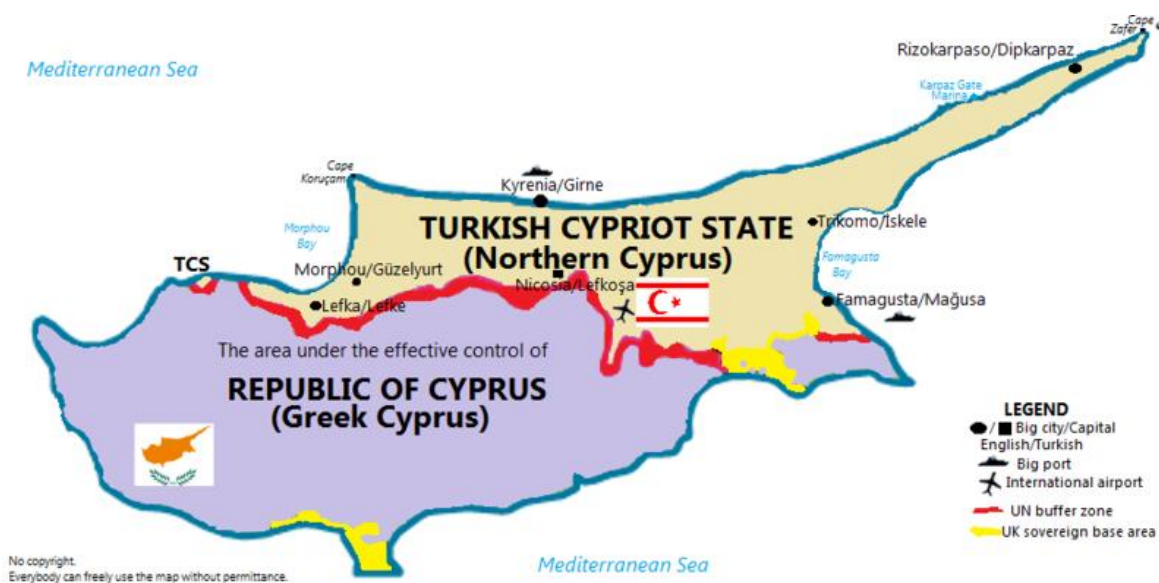 Cape
Zafer
Rizokarpaso/Dipkarpaz
Mediterranean Sea
Karpaz Gate
Marina
Cape
Koruçam
Kyrenia/Girne
TURKISH CYPRIOT STATE
(Northern Cyprus)
Trikomo/İskele
Morphou
Bay
Famagusta
Bay
TCS
Morphou/Güzelyurt
Nicosia/Lefkoşa
Lefka/Lefke
Famagusta/Mağusa
The area under the effective control of
REPUBLIC OF CYPRUS
(Greek Cyprus)
LEGEND
/ Big city/Capital
English/Turkish
Big port
International airport
UN buffer zone
UK sovereign base area
Mediterranean Sea
No copyright.
Everybody can freely use the map without permittance.